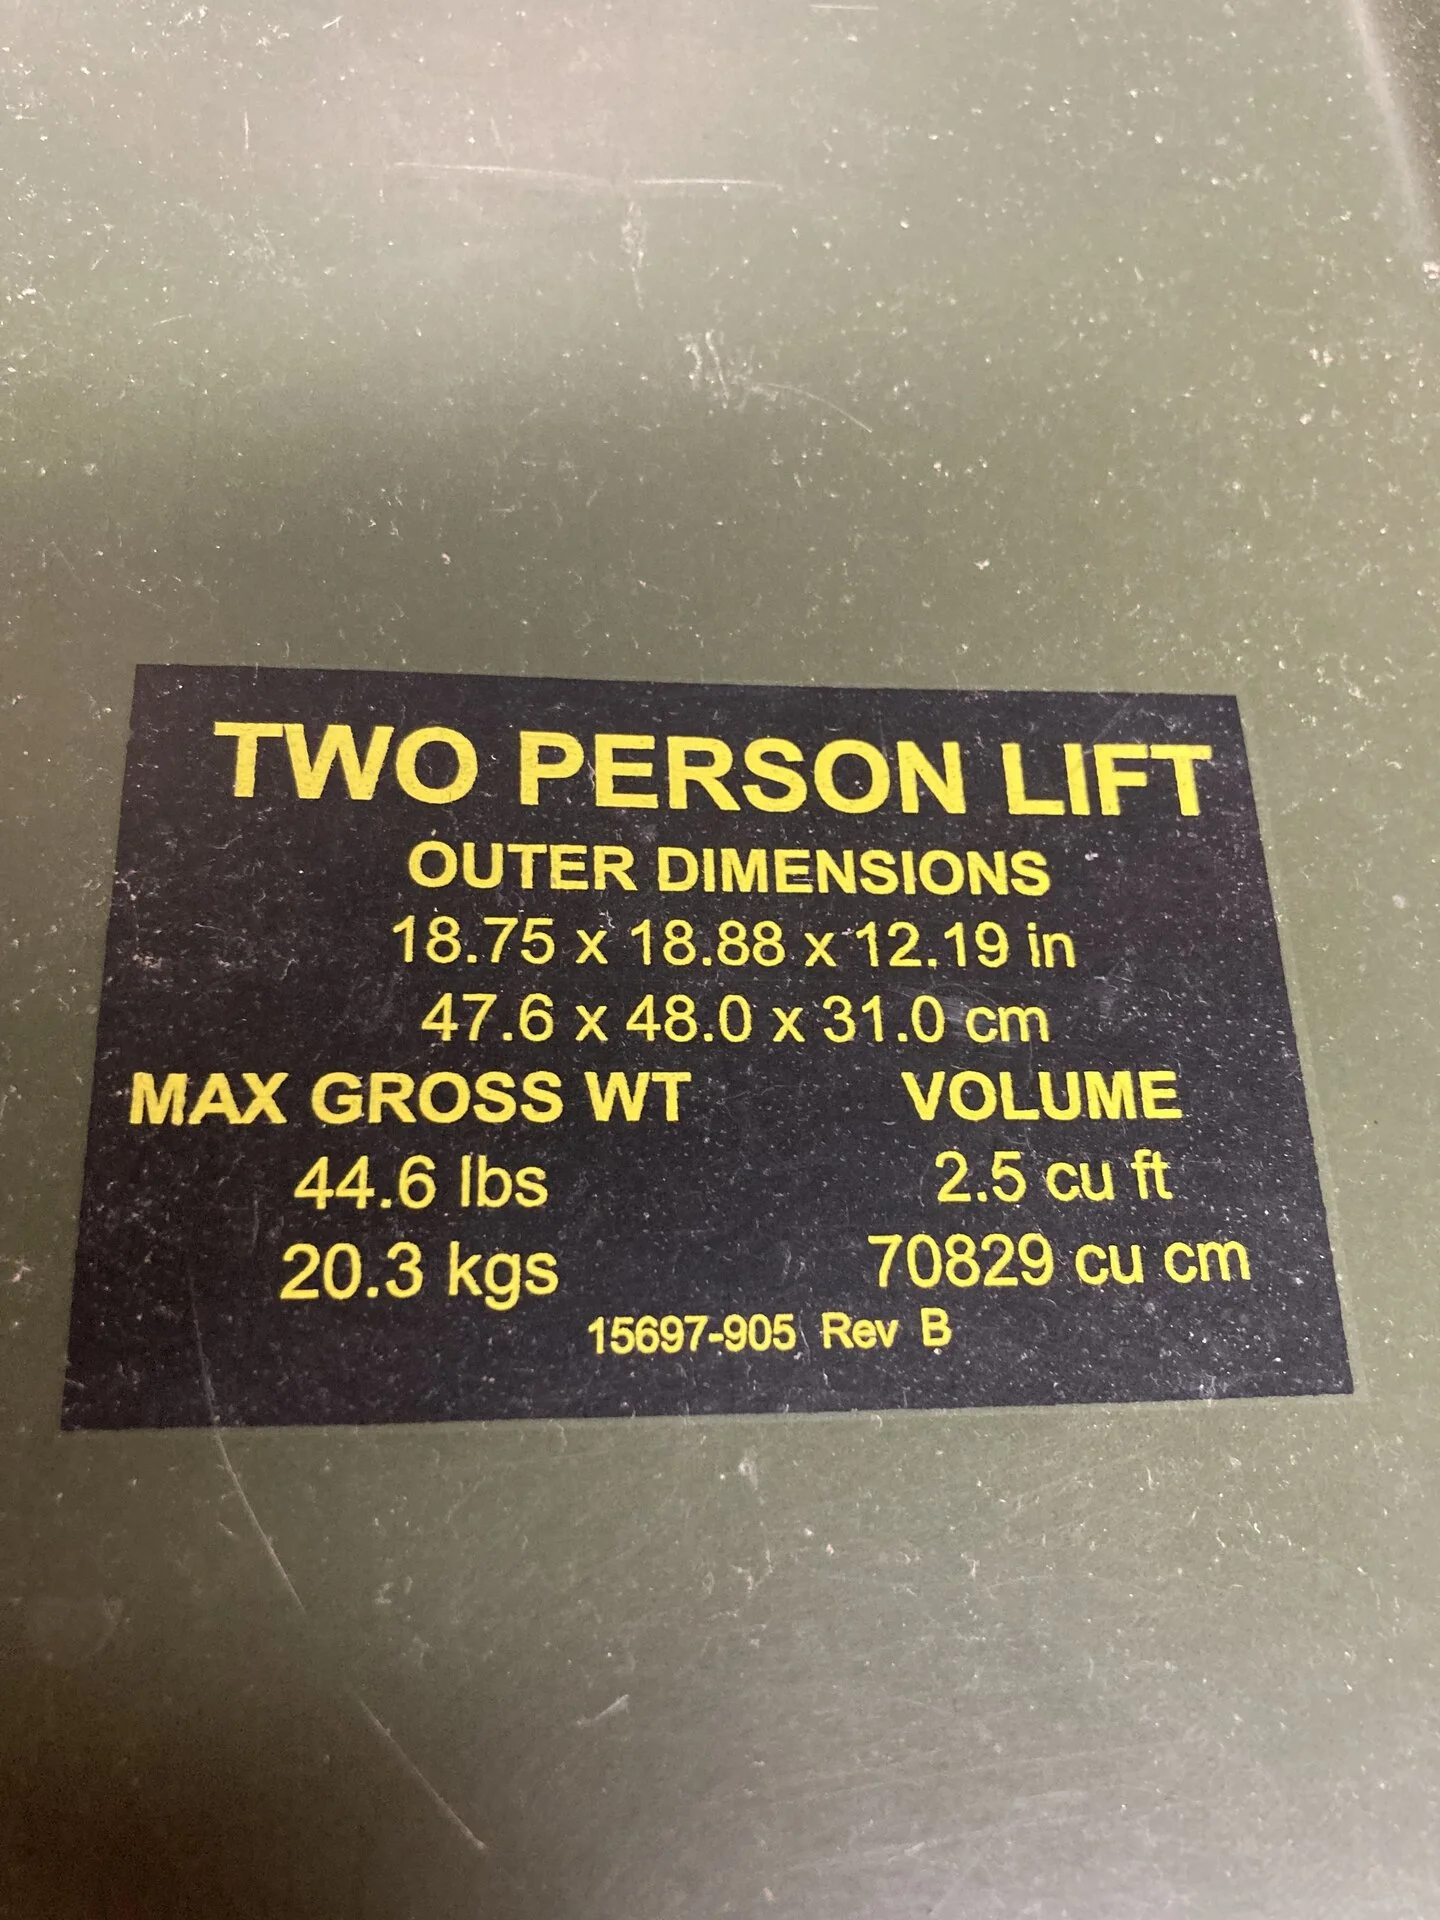 TWO PERSON LIFT
OUTER DIMENSIONS
18.75 x 18.88 x 12.19 in
47.6 x 48.0 x 31.0 cm
MAX GROSS WT VOLUME
44.6 lbs 2.5 cu ft
20.3 kgs 70829 cu cm
15697-905 Rev B